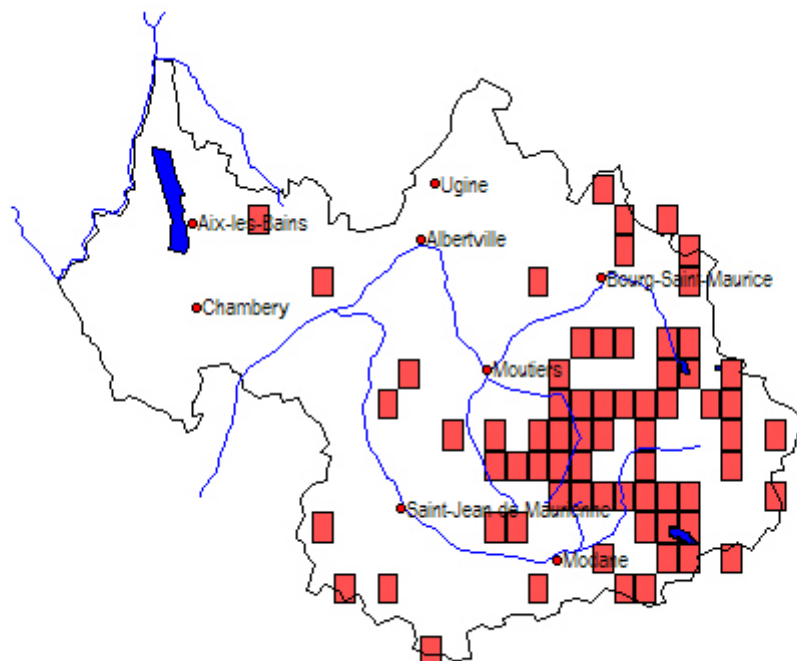 Ugine
Aix-les-Bains
Albertville
Bourg-Saint-Maurice
Chambery
Moutiers
Saint-Jean de Maurienne
Modane